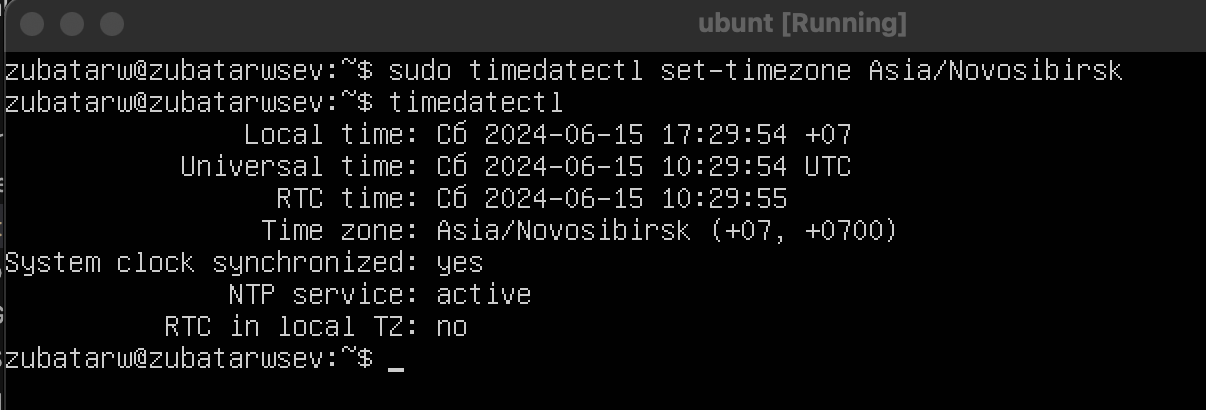 ubunt [Running]
zubatarw@zubatarwsev:~$ sudo timedatectl set-timezone Asia/Novosibirsk
zubatarw@zubatarwsev:~$ timedatectl
Local time: Сб 2024-06-15 17:29:54 +07
Universal time: Сб 2024-06-15 10:29:54 UTC
RTC time: Сб 2024-06-15 10:29:55
Time zone: Asia/Novosibirsk (+07, +0700)
System clock synchronized: yes
NTP service: active
RTC in local TZ: no
zubatarw@zubatarwsev:~$ _